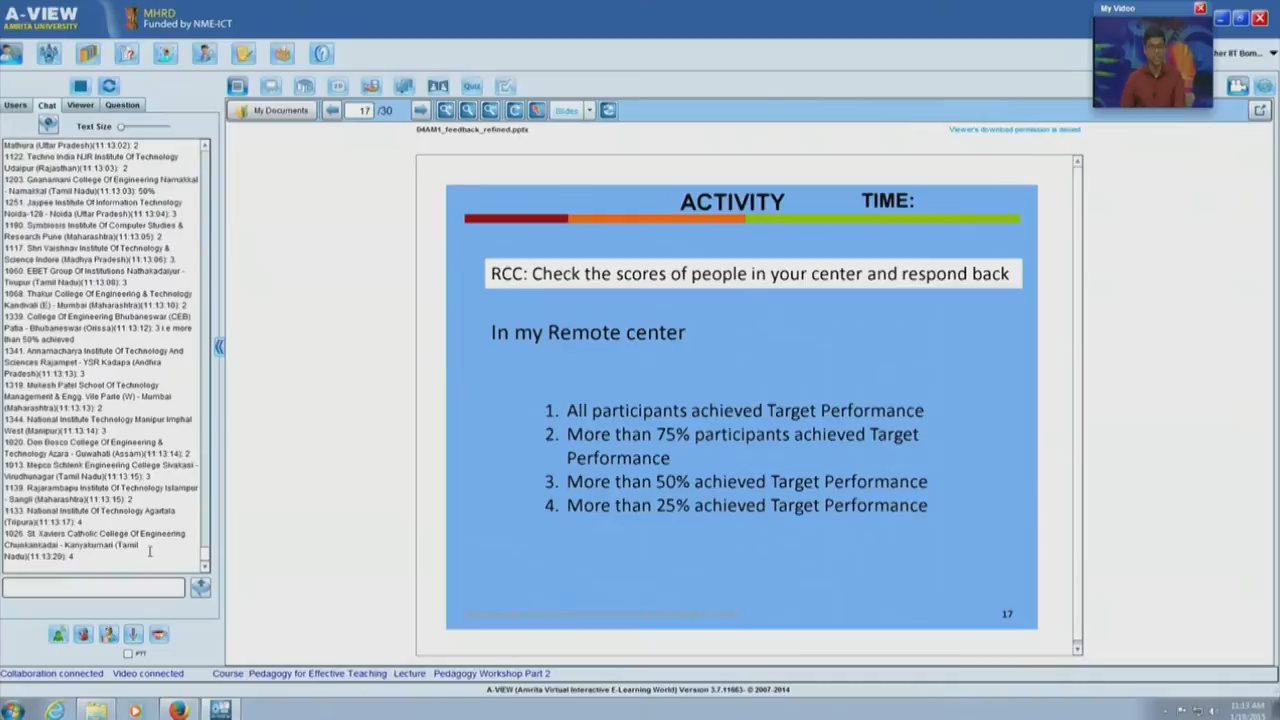 A-VIEW
AMRITA UNIVERSITY
MHRD
Funded by NME-ICT
My Video
her IIT Bom...
Users Chat Viewer Question
Text Size
My Documents
17 /30
Quiz
Slides
D4AM1_feedback_refined.pptx
Viewer's download permission is denied
Mathura (Uttar Pradesh)(11:13:02): 2
1122. Techno India NJR Institute Of Technology
Udaipur (Rajasthan)(11:13:03): 2
1203. Gnanamani College Of Engineering Namakkal
- Namakkal (Tamil Nadu)(11:13:03): 50%
1251. Jaypee Institute Of Information Technology
Noida-128 - Noida (Uttar Pradesh)(11:13:04): 3
1190. Symbiosis Institute Of Computer Studies &
Research Pune (Maharashtra)(11:13:05): 2
1117. Shri Vaishnav Institute Of Technology &
Science Indore (Madhya Pradesh)(11:13:06): 3
1060. EBET Group Of Institutions Nathakadaiyur -
Tirupur (Tamil Nadu)(11:13:08): 3
1068. Thakur College Of Engineering & Technology
Kandivali (E) - Mumbai (Maharashtra)(11:13:10): 2
1339. College Of Engineering Bhubaneswar (CEB)
Patia - Bhubaneswar (Orissa)(11:13:12): 3 i.e more
than 50% achieved
1341. Annamacharya Institute Of Technology And
Sciences Rajampet - YSR Kadapa (Andhra
Pradesh)(11:13:13): 3
1318. Mukesh Patel School Of Technology
Management & Engg. Vile Parle (W) - Mumbai
(Maharashtra)(11:13:13): 2
1344. National Institute Technology Manipur Imphal
West (Manipur)(11:13:14): 3
1020. Don Bosco College Of Engineering &
Technology Azara - Guwahati (Assam)(11:13:14): 2
1013. Mepco Schlenk Engineering College Sivakasi -
Virudhunagar (Tamil Nadu)(11:13:15): 3
1139. Rajarambapu Institute Of Technology Islampur
- Sangli (Maharashtra)(11:13:15): 2
1133. National Institute Of Technology Agartala
(Tripura)(11:13:17): 4
1026. St. Xaviers Catholic College Of Engineering
Chunkankadai - Kanyakumari (Tamil
Nadu)(11:13:20): 4
PTT
ACTIVITY TIME:
RCC: Check the scores of people in your center and respond back
In my Remote center
1. All participants achieved Target Performance
2. More than 75% participants achieved Target
Performance
3. More than 50% achieved Target Performance
4. More than 25% achieved Target Performance
17
Collaboration connected Video connected Course Pedagogy for Effective Teaching Lecture Pedagogy Workshop Part 2
A-VIEW (Amrita Virtual Interactive E-Learning World) Version 3.7.11663- © 2007-2014
11:13 AM